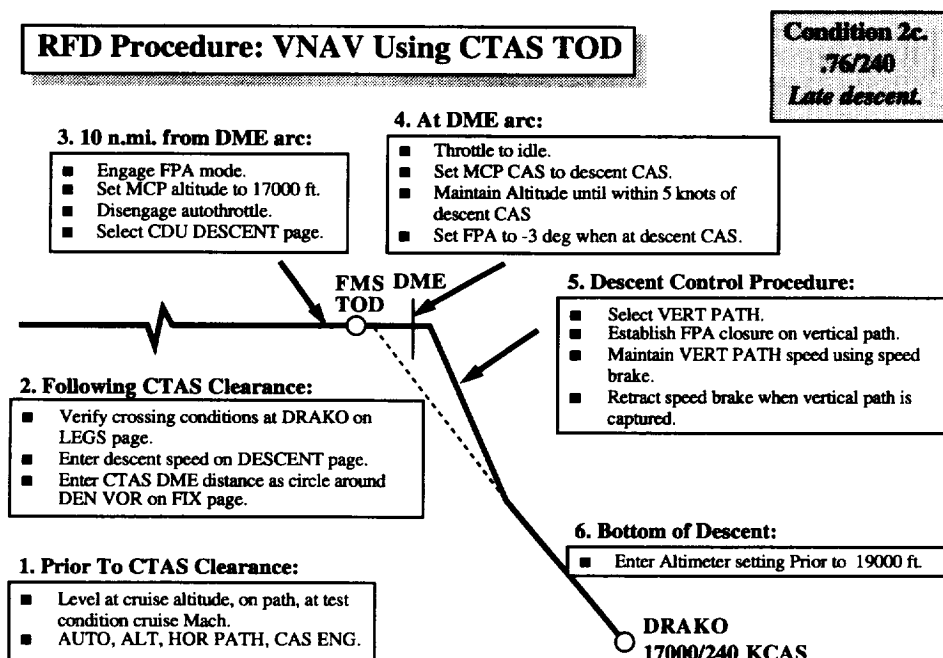 RFD Procedure: VNAV Using CTAS TOD
Condition 2c.
.76/240
Late descent.
3. 10 n.mi. from DME arc:
■ Engage FPA mode.
■ Set MCP altitude to 17000 ft.
■ Disengage autothrottle.
■ Select CDU DESCENT page.
4. At DME arc:
■ Throttle to idle.
■ Set MCP CAS to descent CAS.
■ Maintain Altitude until within 5 knots of
descent CAS
■ Set FPA to -3 deg when at descent CAS.
FMS
TOD
DME
5. Descent Control Procedure:
■ Select VERT PATH.
■ Establish FPA closure on vertical path.
■ Maintain VERT PATH speed using speed
brake.
■ Retract speed brake when vertical path is
captured.
2. Following CTAS Clearance:
■ Verify crossing conditions at DRAKO on
LEGS page.
■ Enter descent speed on DESCENT page.
■ Enter CTAS DME distance as circle around
DEN VOR on FIX page.
6. Bottom of Descent:
■ Enter Altimeter setting Prior to 19000 ft.
1. Prior To CTAS Clearance:
■ Level at cruise altitude, on path, at test
condition cruise Mach.
■ AUTO, ALT, HOR PATH, CAS ENG.
DRAKO
17000/240 KCAS